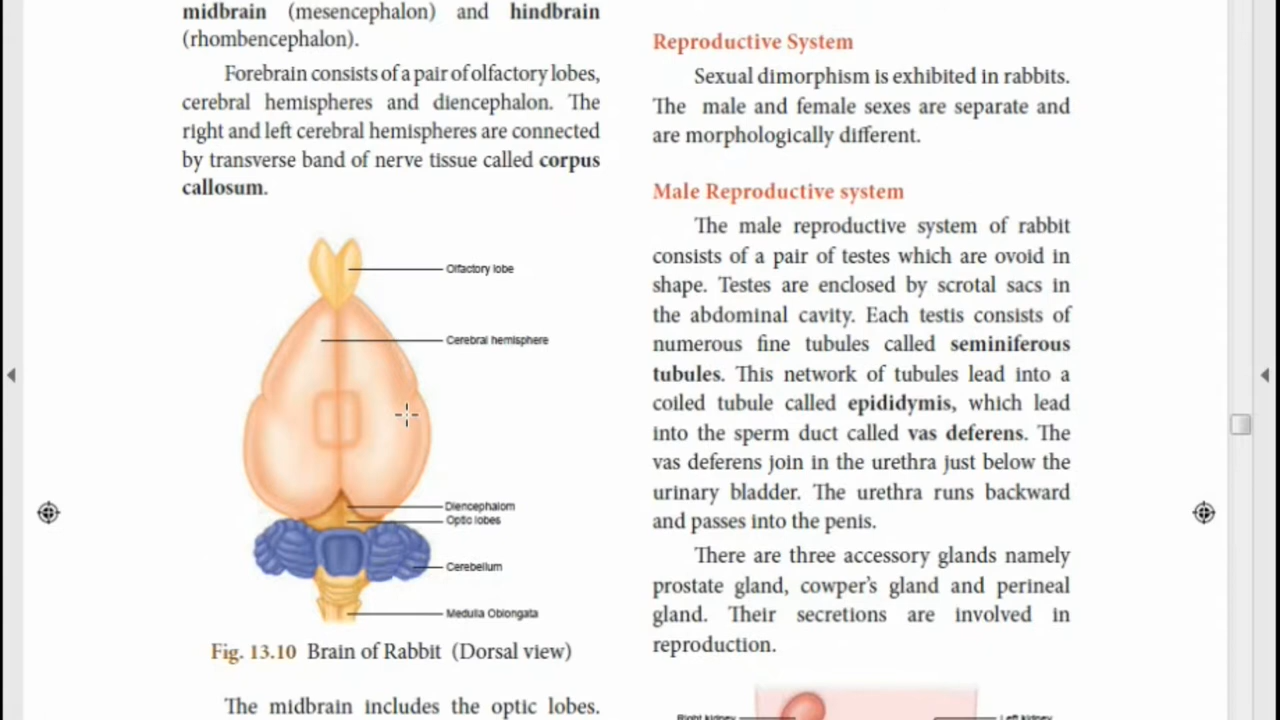 midbrain (mesencephalon) and hindbrain
(rhombencephalon).
Forebrain consists of a pair of olfactory lobes,
cerebral hemispheres and diencephalon. The
right and left cerebral hemispheres are connected
by transverse band of nerve tissue called corpus
callosum.
Olfactory lobe
Cerebral hemisphere
Diencephalom
Optic lobes
Cerebellum
Medulla Oblongata
Fig. 13.10 Brain of Rabbit (Dorsal view)
The midbrain includes the optic lobes.
Reproductive System
Sexual dimorphism is exhibited in rabbits.
The male and female sexes are separate and
are morphologically different.
Male Reproductive system
The male reproductive system of rabbit
consists of a pair of testes which are ovoid in
shape. Testes are enclosed by scrotal sacs in
the abdominal cavity. Each testis consists of
numerous fine tubules called seminiferous
tubules. This network of tubules lead into a
coiled tubule called epididymis, which lead
into the sperm duct called vas deferens. The
vas deferens join in the urethra just below the
urinary bladder. The urethra runs backward
and passes into the penis.
There are three accessory glands namely
prostate gland, cowper's gland and perineal
gland. Their secretions are involved in
reproduction.
Right kidney
Left kidney